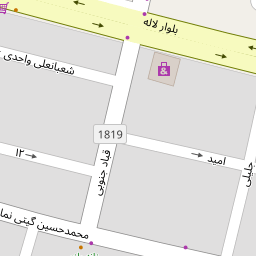 بلوار لاله
شعبانعلی واحدی
1819
امید
۱۲
قباد جنوبی
جلیلی
محمدحسین گیتی نما